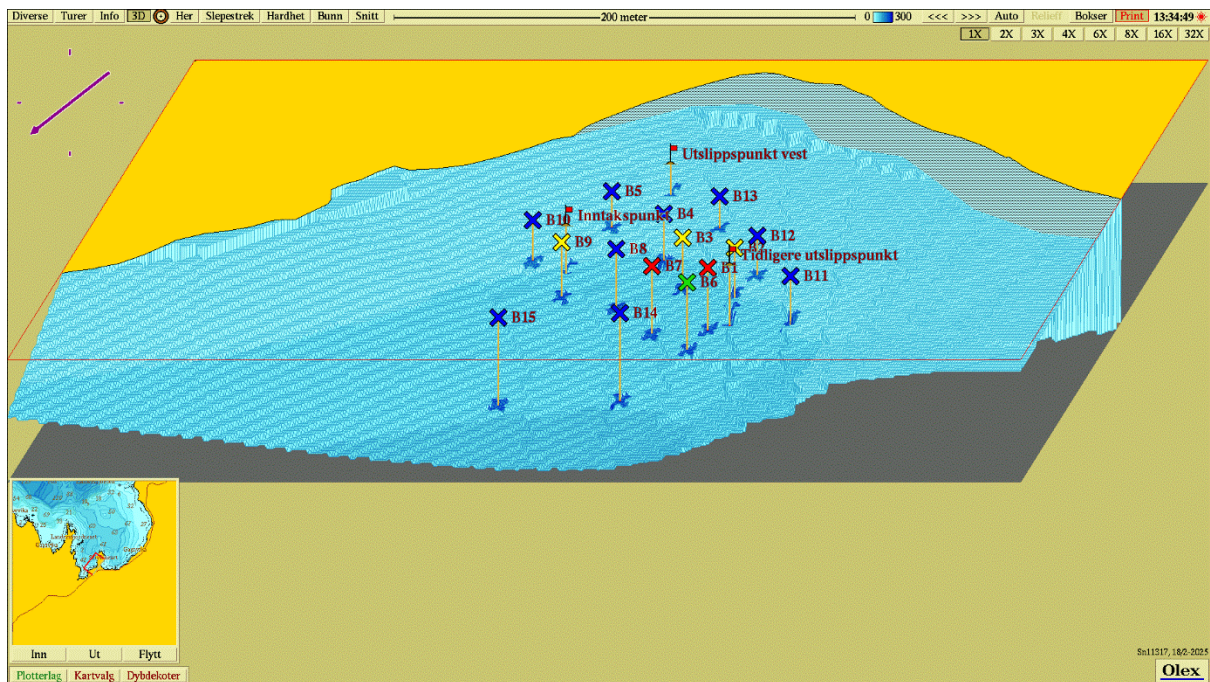 Diverse Turer Info 3D Her Slepestrek Hardhet Bunn Snitt 200 meter 0 300 <<< >>> Auto Relieff Bokser Print 13:34:49
1X 2X 3X 4X 6X 8X 16X 32X
Utslippspunkt vest
B5
B13
B10
Inntakspunkt
B4
B9
B8
B3
B12
Tidligere utslippspunkt
B7
B1
B6
B11
B15
B14
Inn Ut Flytt
Sn11317, 18/2-2025
Plotterlag Kartvalg Dybdekoter
Olex